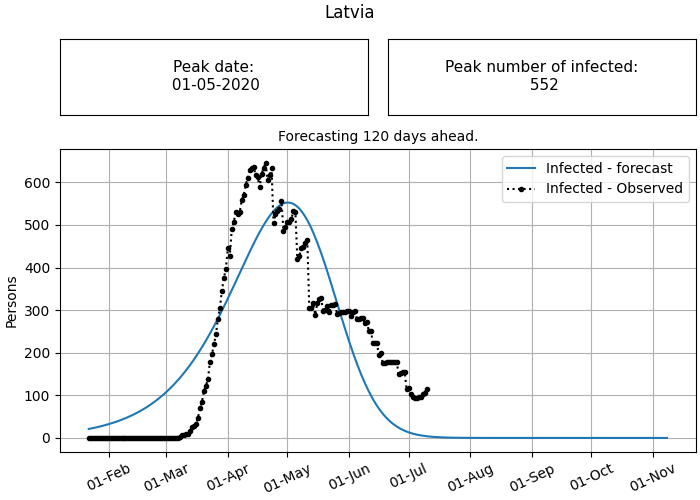 Latvia
Peak date:
01-05-2020
Peak number of infected:
552
Forecasting 120 days ahead.
Infected - forecast
Infected - Observed
Persons
600
500
400
300
200
100
0
01-Feb
01-Mar
01-Apr
01-May
01-Jun
01-Jul
01-Aug
01-Sep
01-Oct
01-Nov